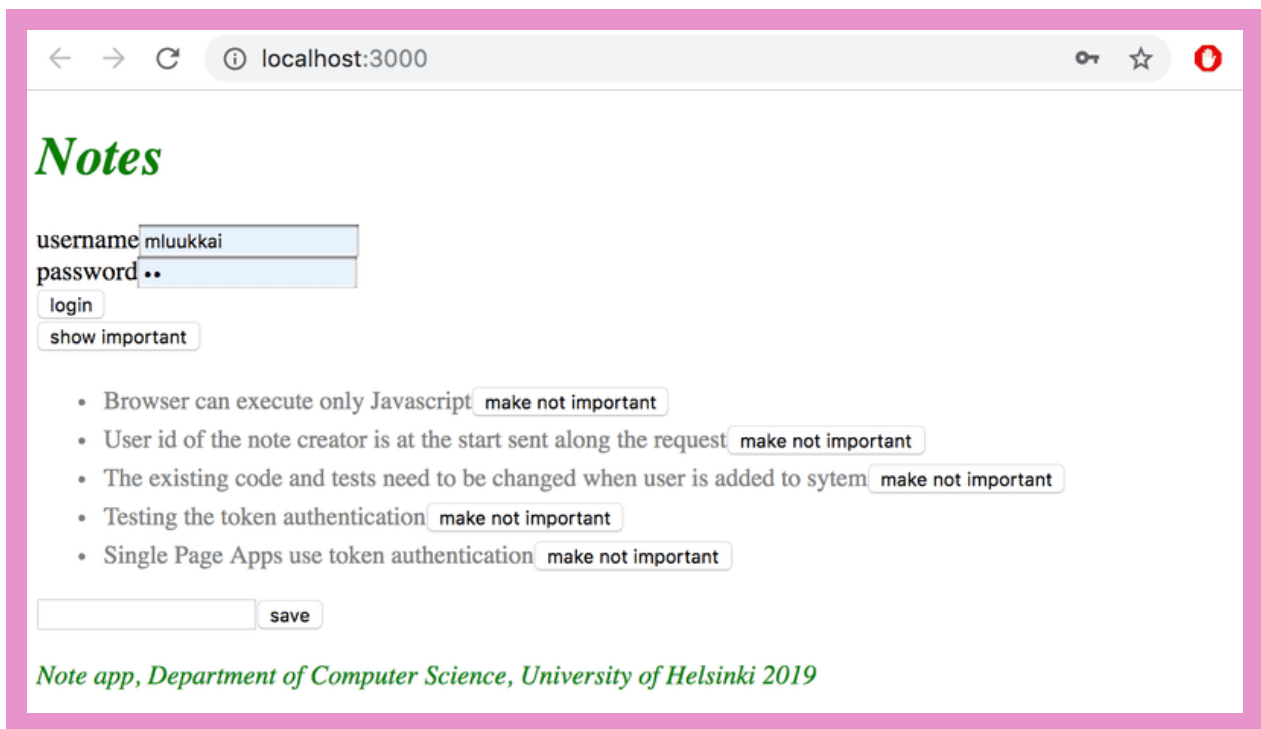 localhost:3000
Notes
username mluukkai
password ••
login
show important
• Browser can execute only Javascript make not important
• User id of the note creator is at the start sent along the request make not important
• The existing code and tests need to be changed when user is added to sytem make not important
• Testing the token authentication make not important
• Single Page Apps use token authentication make not important
save
Note app, Department of Computer Science, University of Helsinki 2019